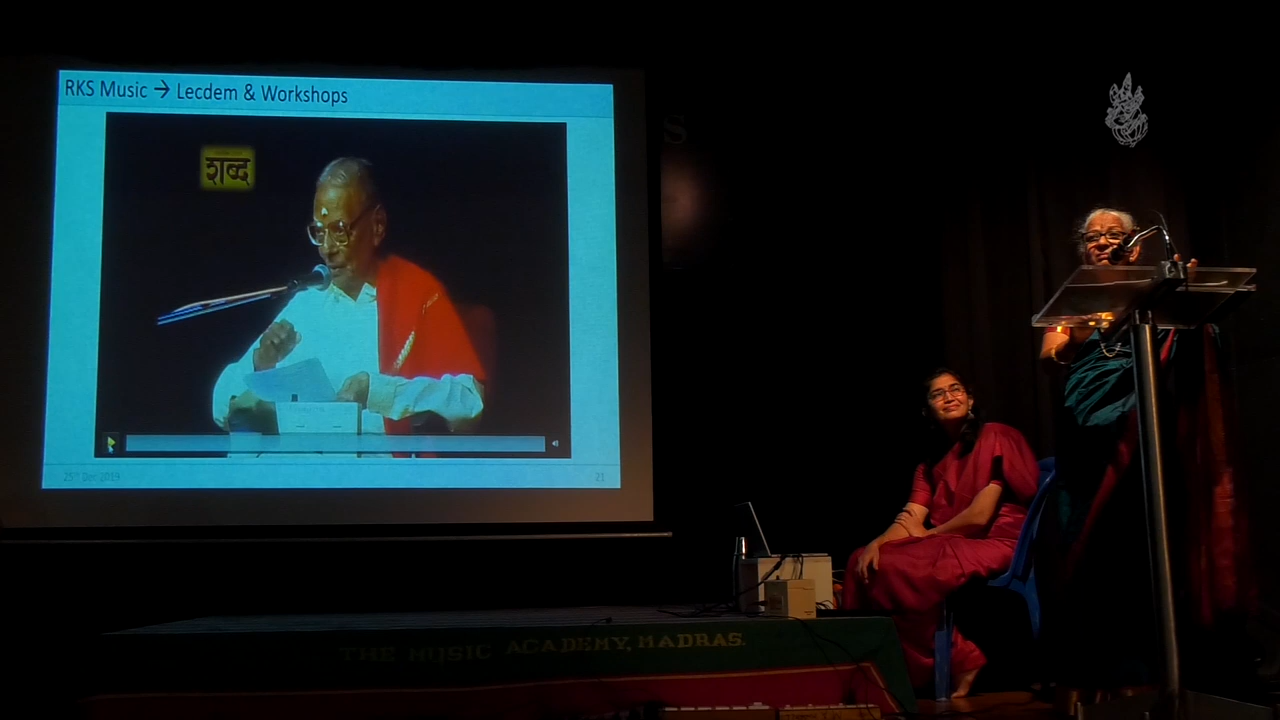 RKS Music → Lecdem & Workshops
शब्द
25th Dec 2019
21
THE MUSIC ACADEMY, MADRAS.
S